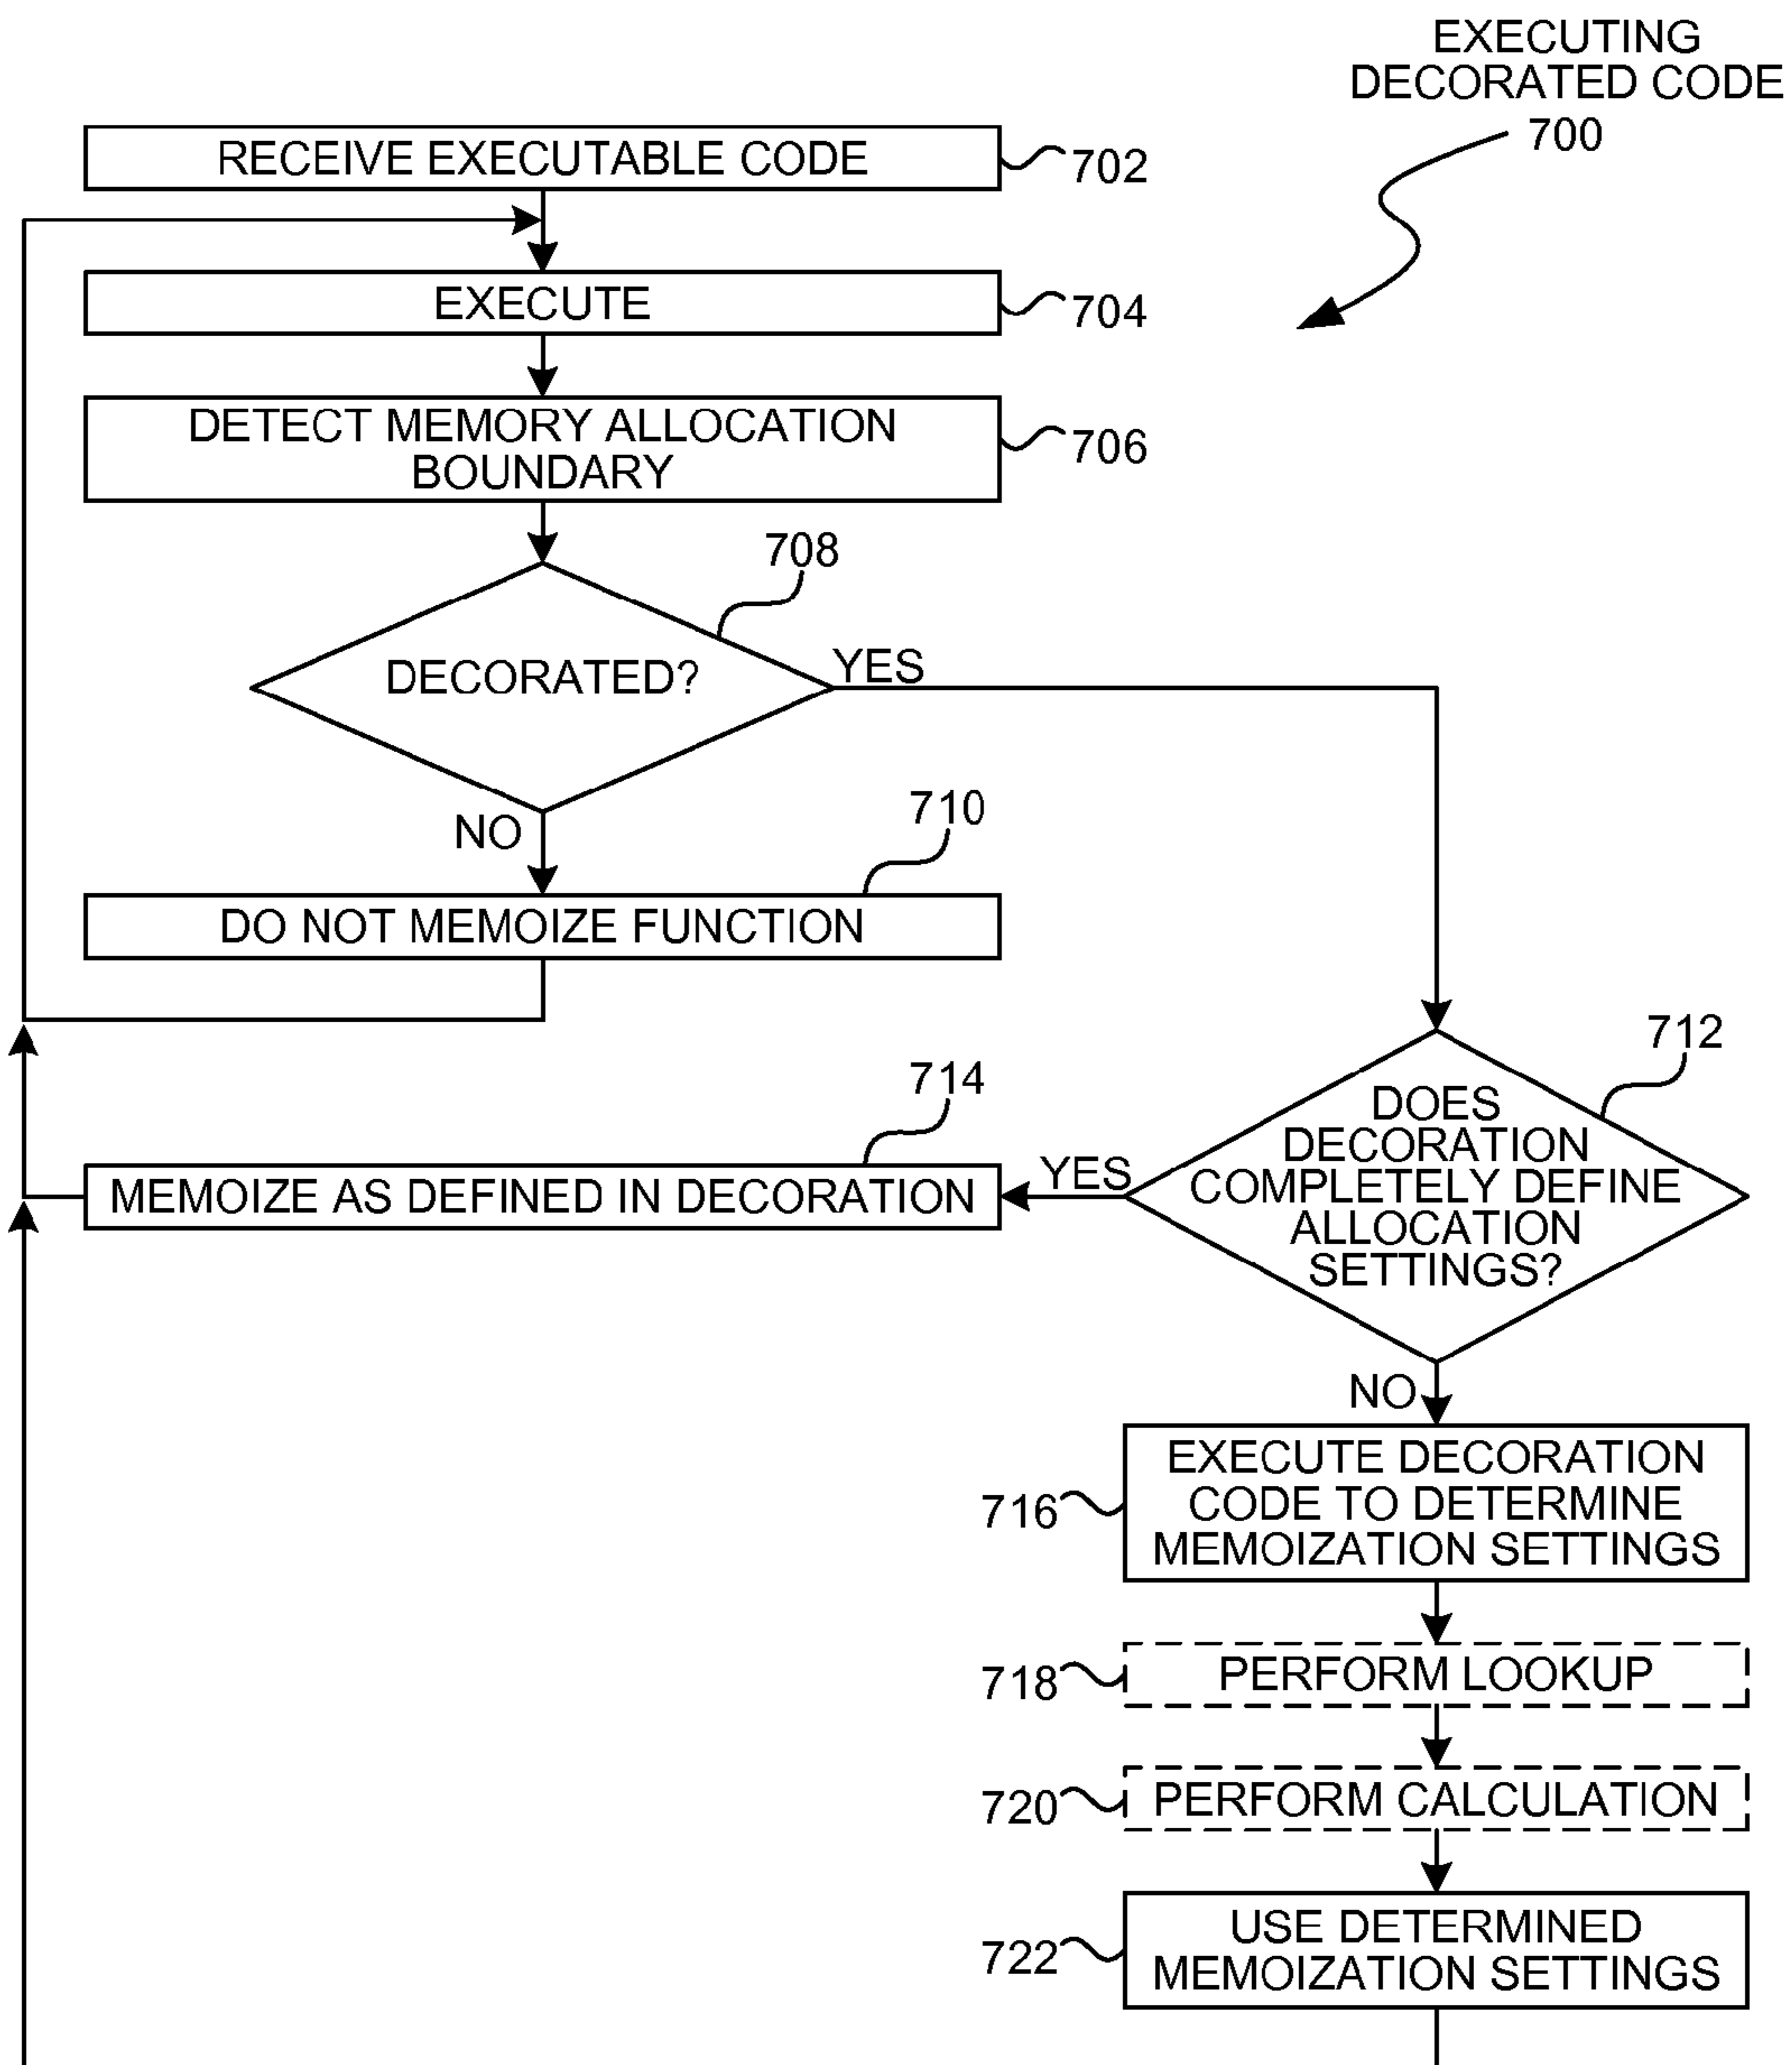 EXECUTING
DECORATED CODE
700
RECEIVE EXECUTABLE CODE
702
EXECUTE
704
DETECT MEMORY ALLOCATION
BOUNDARY
706
708
DECORATED?
YES
NO
710
DO NOT MEMOIZE FUNCTION
712
DOES
DECORATION
COMPLETELY DEFINE
ALLOCATION
SETTINGS?
YES
714
MEMOIZE AS DEFINED IN DECORATION
NO
716
EXECUTE DECORATION
CODE TO DETERMINE
MEMOIZATION SETTINGS
718
PERFORM LOOKUP
720
PERFORM CALCULATION
722
USE DETERMINED
MEMOIZATION SETTINGS